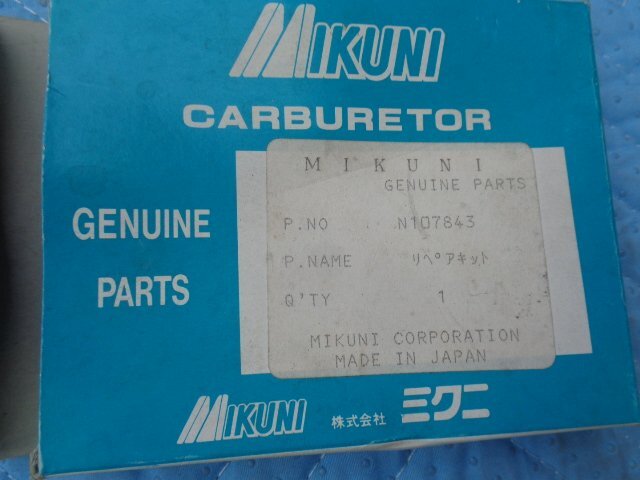 MIKUNI
CARBURETOR
GENUINE
PARTS
MIKUNI
GENUINE PARTS
P.NO N107843
P.NAME リペアキット
Q'TY 1
MIKUNI CORPORATION
MADE IN JAPAN
MIKUNI 株式会社 ミクニ